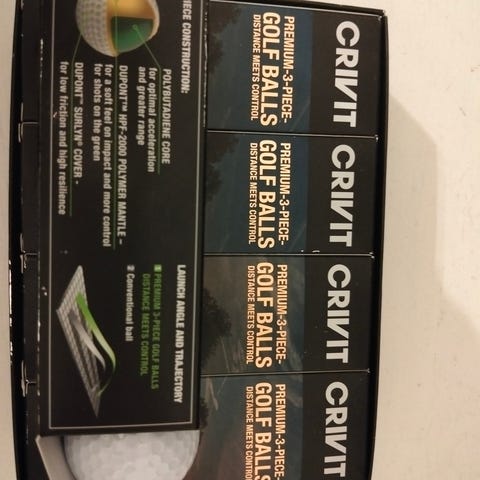 CRIVIT
PREMIUM-3-PIECE-
GOLF BALLS
DISTANCE MEETS CONTROL
CRIVIT
PREMIUM-3-PIECE-
GOLF BALLS
DISTANCE MEETS CONTROL
CRIVIT
PREMIUM-3-PIECE-
GOLF BALLS
DISTANCE MEETS CONTROL
CRIVIT
PREMIUM-3-PIECE-
GOLF BALLS
DISTANCE MEETS CONTROL
IECE CONSTRUCTION:
POLYBUTADIENE CORE
for optimal acceleration
and greater range
DUPONT™ HPF-2000 POLYMER MANTLE –
for a soft feel on impact and more control
for shots on the green
DUPONT™ SURLYN® COVER -
for low friction and high resilience
LAUNCH ANGLE AND TRAJECTORY
1 PREMIUM 3-PIECE GOLF BALLS
DISTANCE MEETS CONTROL
2 Conventional ball